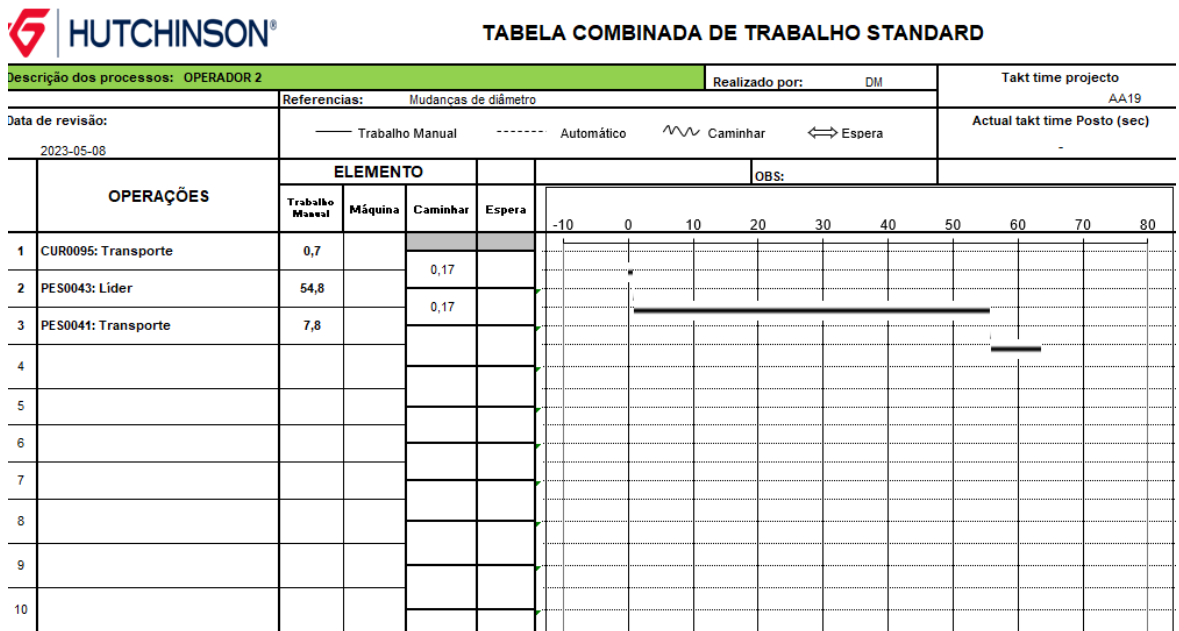 HUTCHINSON®
TABELA COMBINADA DE TRABALHO STANDARD
Descrição dos processos: OPERADOR 2
Realizado por: DM
Takt time projecto
Referencias: Mudanças de diâmetro
AA19
Data de revisão:
2023-05-08
Trabalho Manual
Automático
Caminhar
Espera
Actual takt time Posto (sec)
-
OPERAÇÕES
ELEMENTO
OBS:
Trabalho Manual
Máquina
Caminhar
Espera
-10 0 10 20 30 40 50 60 70 80
1 CUR0095: Transporte 0,7
0,17
2 PES0043: Líder 54,8
0,17
3 PES0041: Transporte 7,8
4
5
6
7
8
9
10